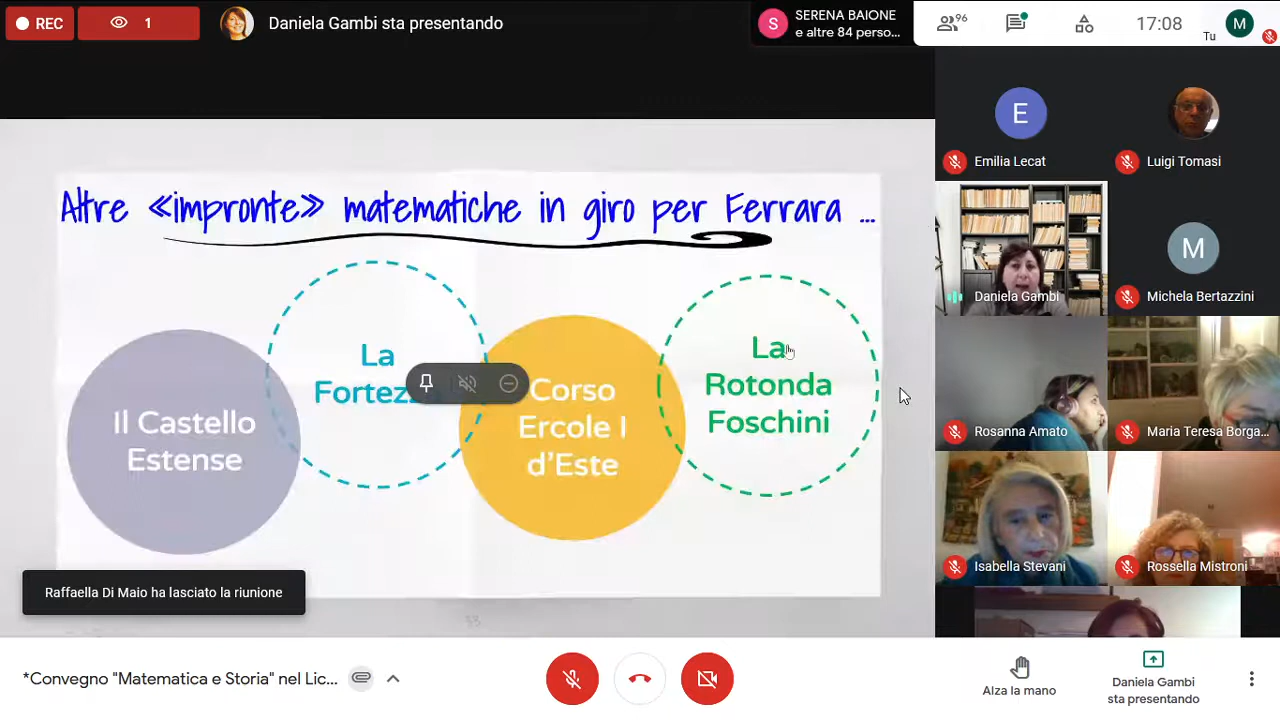 REC
1
Daniela Gambi sta presentando
S
SERENA BAIONE
e altre 84 perso...
96
17:08
Tu
M
E
Emilia Lecat
Luigi Tomasi
Daniela Gambi
M
Michela Bertazzini
Rosanna Amato
Maria Teresa Borga...
Isabella Stevani
Rossella Mistroni
Altre «impronte» matematiche in giro per Ferrara ...
Il Castello
Estense
La
Fortezz
Corso
Ercole I
d'Este
La
Rotonda
Foschini
33
Raffaella Di Maio ha lasciato la riunione
*Convegno "Matematica e Storia" nel Lic...
Alza la mano
Daniela Gambi
sta presentando